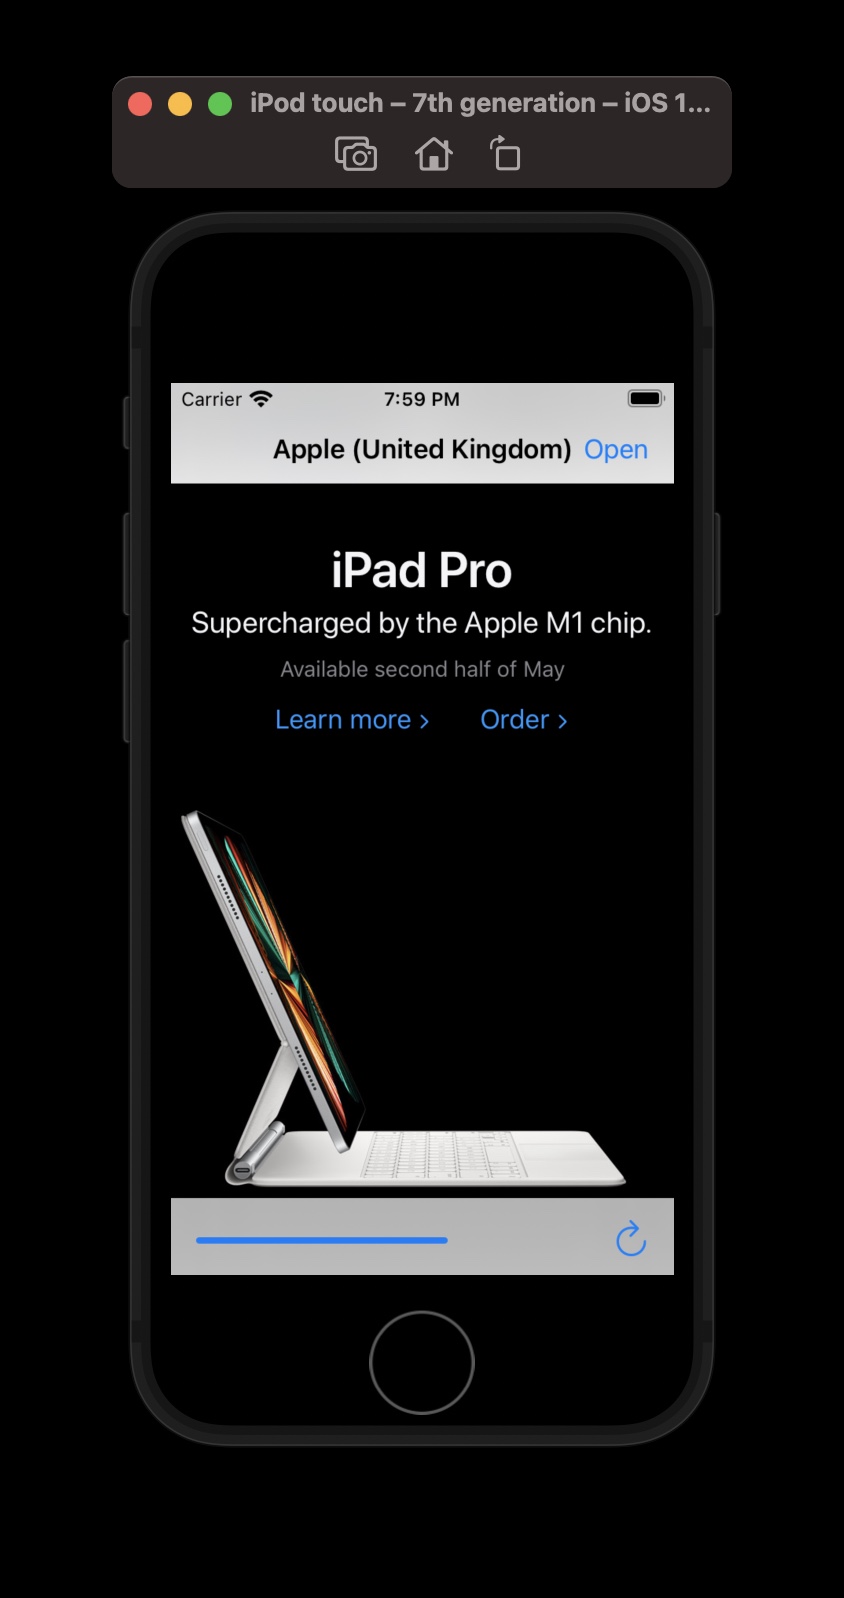 iPod touch – 7th generation – iOS 1...
Carrier 7:59 PM
Apple (United Kingdom) Open
iPad Pro
Supercharged by the Apple M1 chip.
Available second half of May
Learn more > Order >